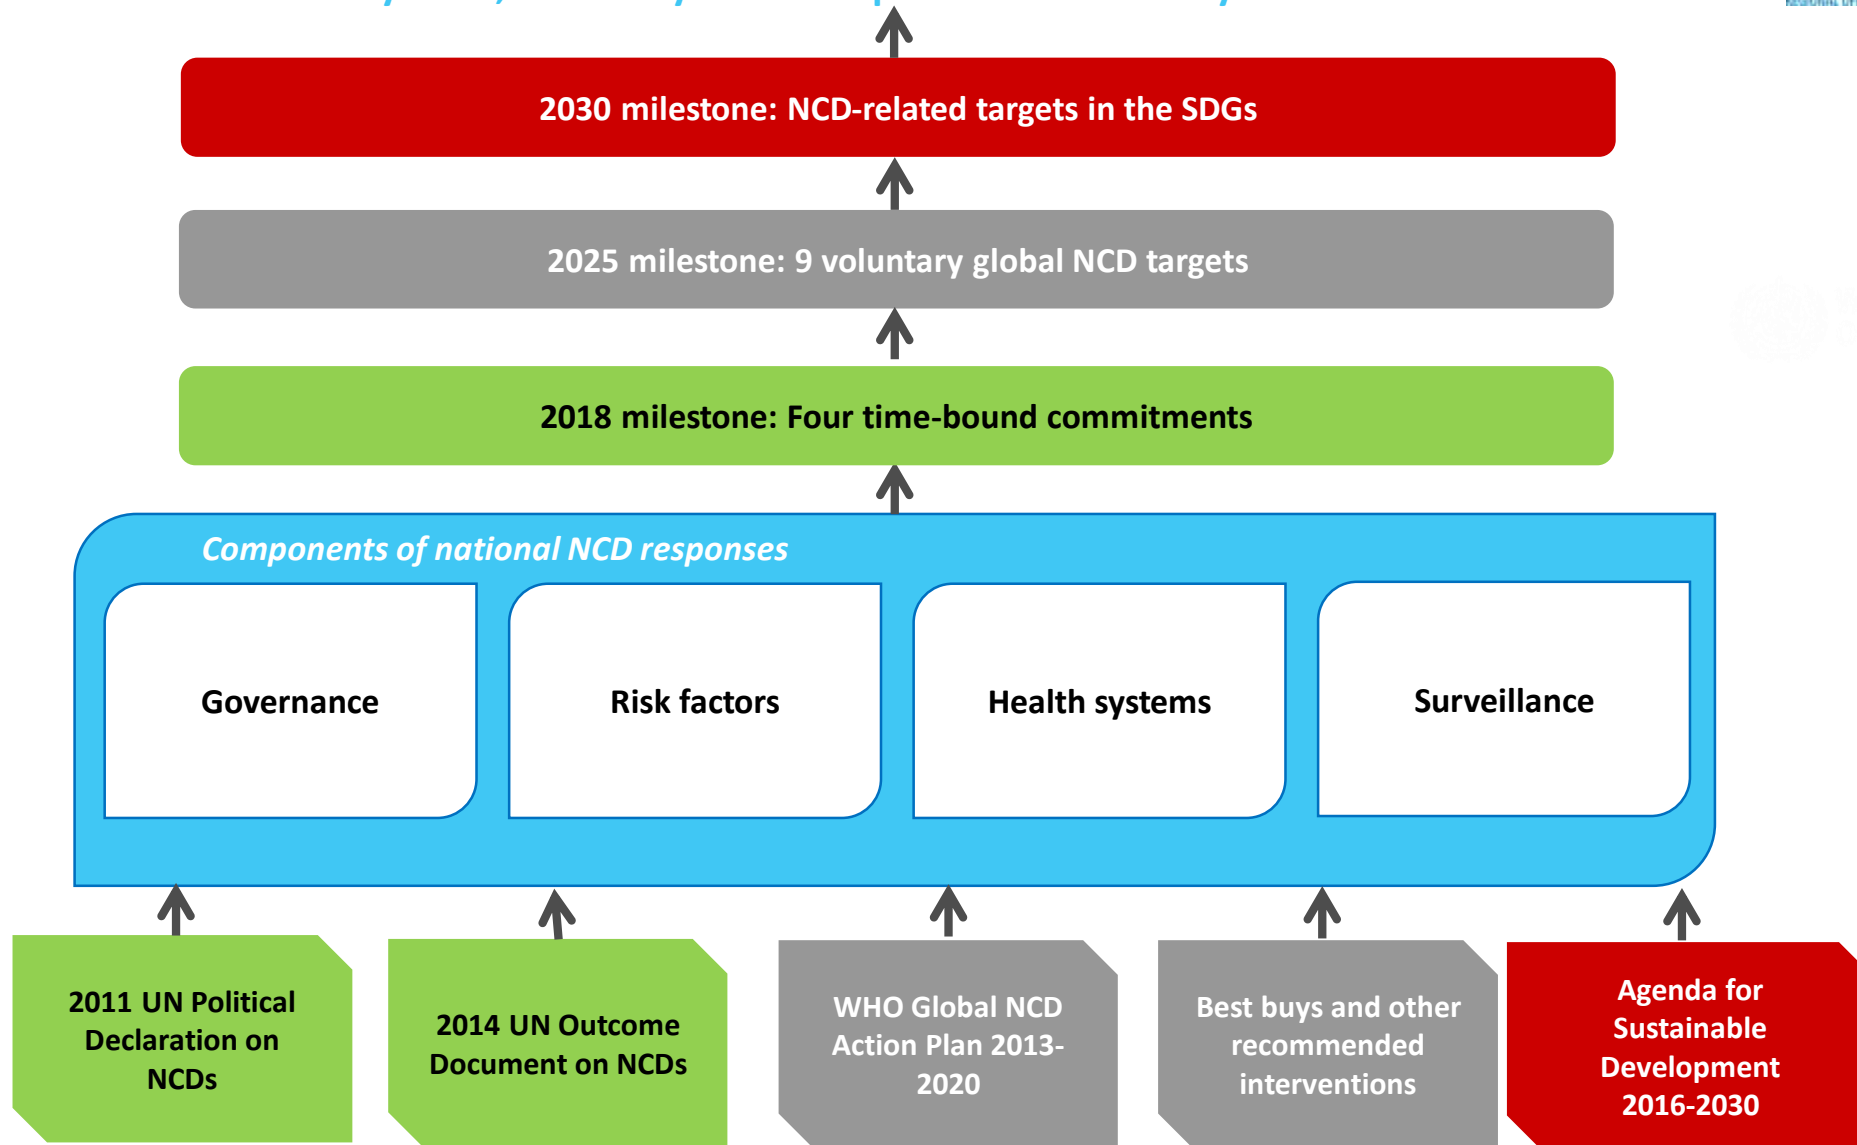 2030 milestone: NCD-related targets in the SDGs
2025 milestone: 9 voluntary global NCD targets
2018 milestone: Four time-bound commitments
Components of national NCD responses
Governance
Risk factors
Health systems
Surveillance
2011 UN Political
Declaration on
NCDs
2014 UN Outcome
Document on NCDs
WHO Global NCD
Action Plan 2013-
2020
Best buys and other
recommended
interventions
Agenda for
Sustainable
Development
2016-2030